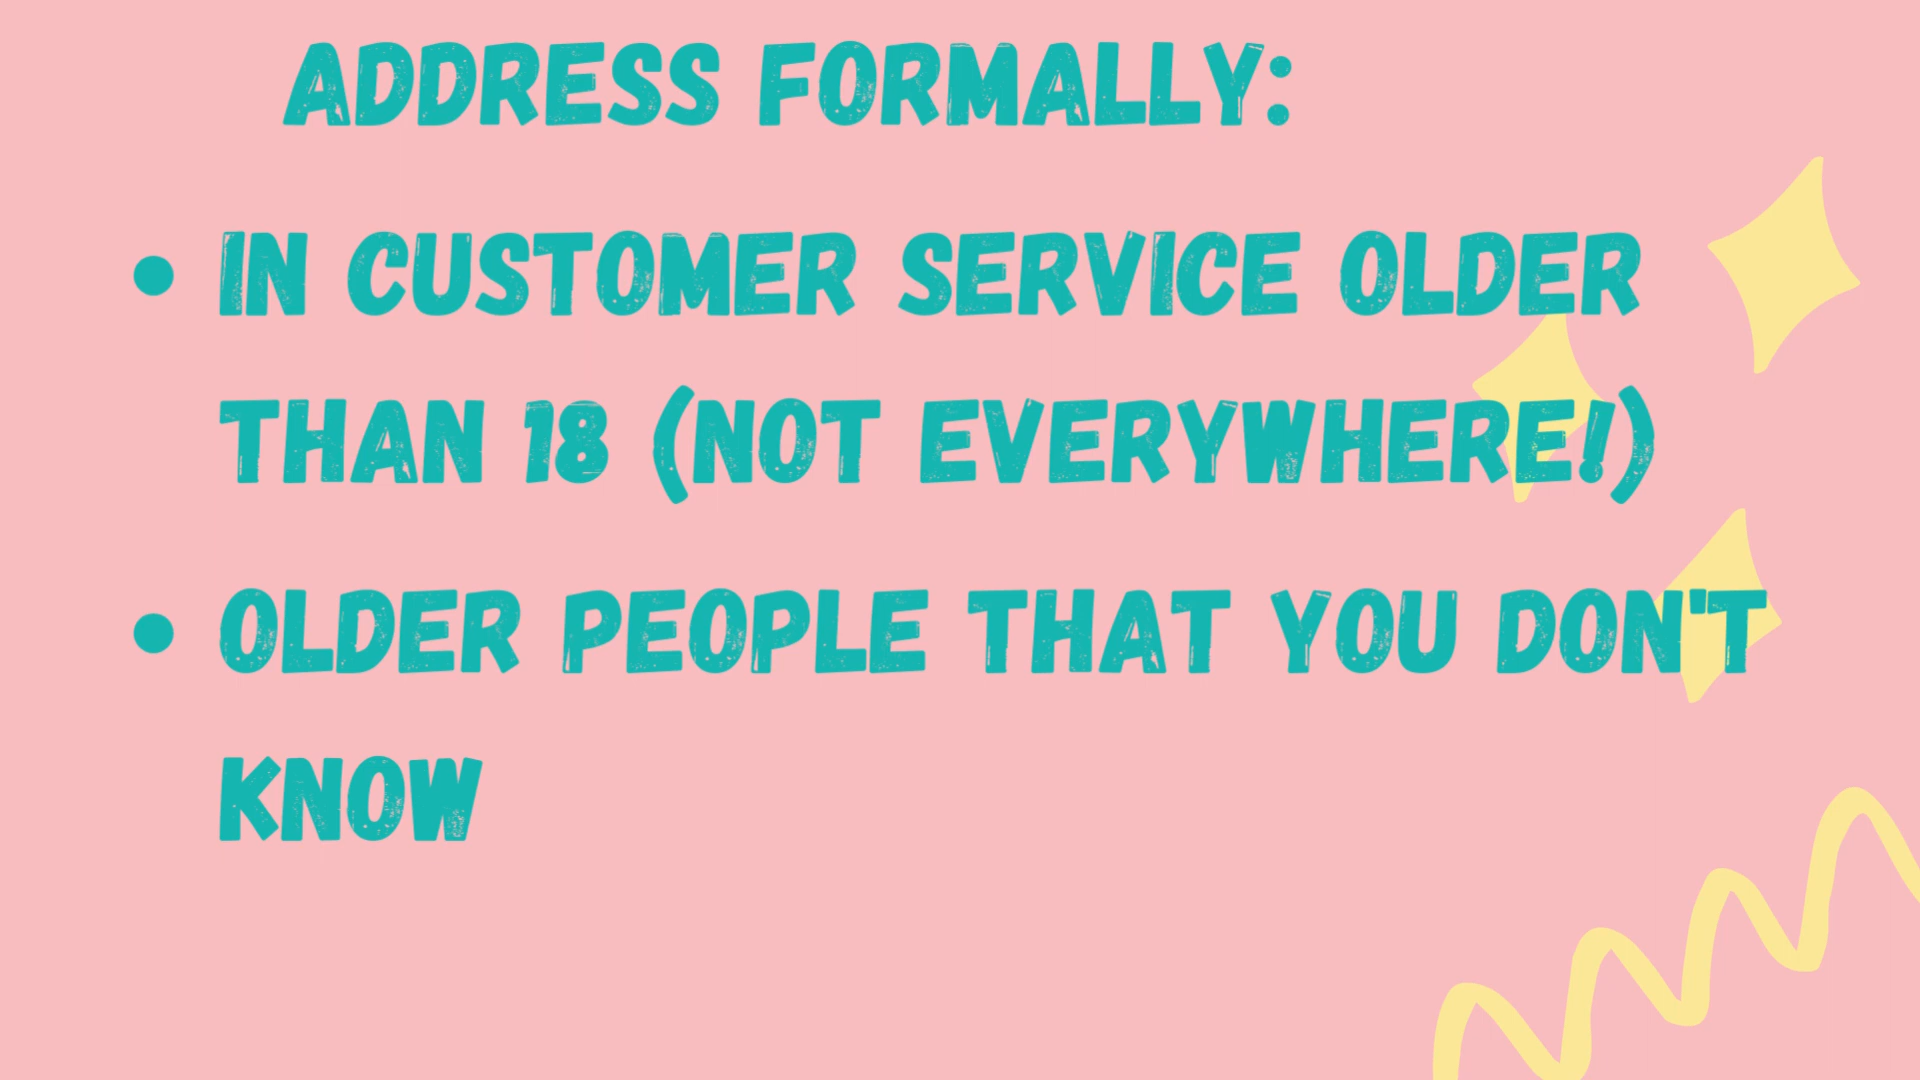 ADDRESS FORMALLY:
• IN CUSTOMER SERVICE OLDER
THAN 18 (NOT EVERYWHERE!)
• OLDER PEOPLE THAT YOU DON'T
KNOW